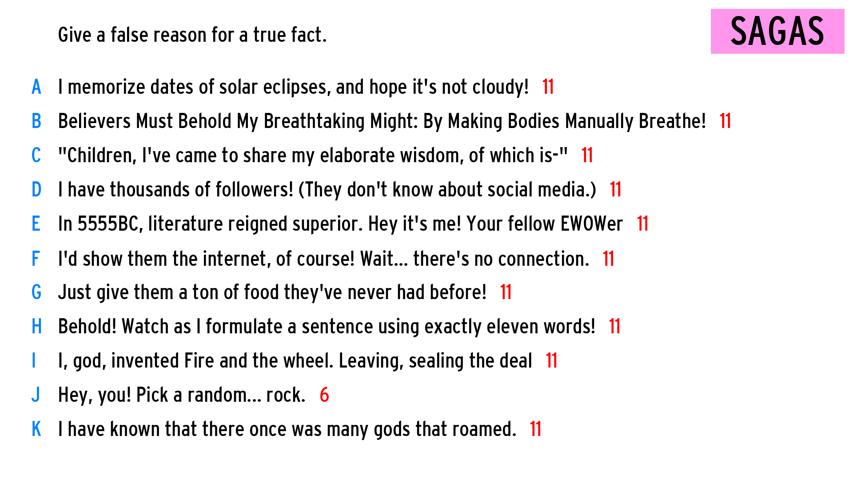 Give a false reason for a true fact.
SAGAS
A I memorize dates of solar eclipses, and hope it's not cloudy! 11
B Believers Must Behold My Breathtaking Might: By Making Bodies Manually Breathe! 11
C "Children, I've came to share my elaborate wisdom, of which is-" 11
D I have thousands of followers! (They don't know about social media.) 11
E In 5555BC, literature reigned superior. Hey it's me! Your fellow EWOWer 11
F I'd show them the internet, of course! Wait... there's no connection. 11
G Just give them a ton of food they've never had before! 11
H Behold! Watch as I formulate a sentence using exactly eleven words! 11
I I, god, invented Fire and the wheel. Leaving, sealing the deal 11
J Hey, you! Pick a random... rock. 6
K I have known that there once was many gods that roamed. 11